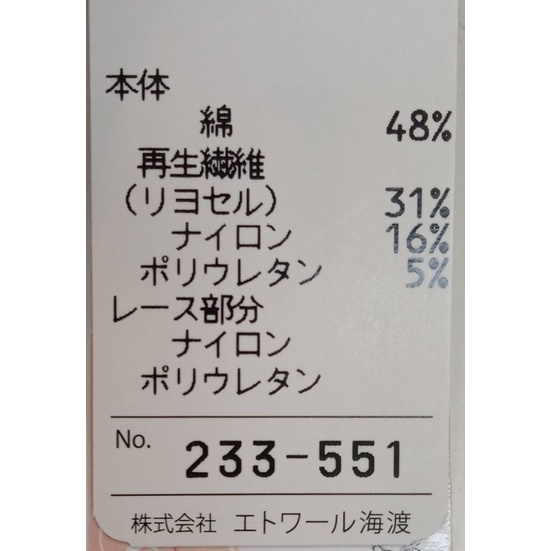 本体
綿 48%
再生繊維
(リヨセル) 31%
ナイロン 16%
ポリウレタン 5%
レース部分
ナイロン
ポリウレタン
No. 233-551
株式会社 エトワール海渡